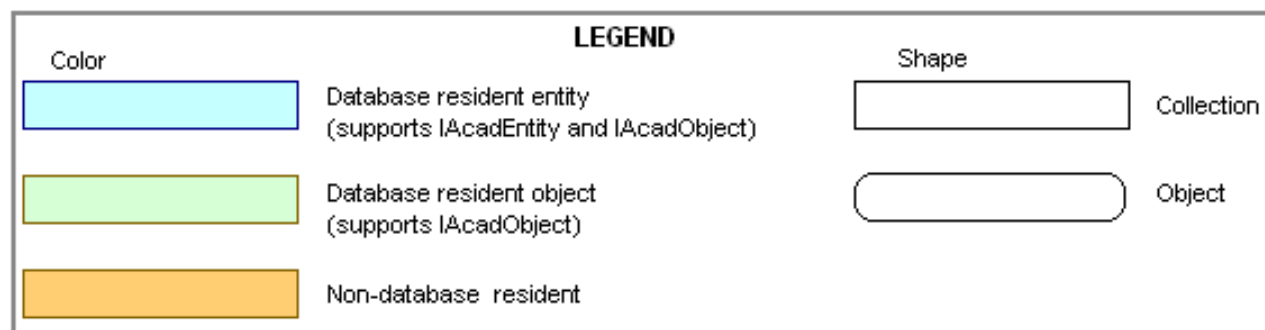 LEGEND
Color
Shape
Database resident entity
(supports IAcadEntity and IAcadObject)
Collection
Database resident object
(supports IAcadObject)
Object
Non-database resident